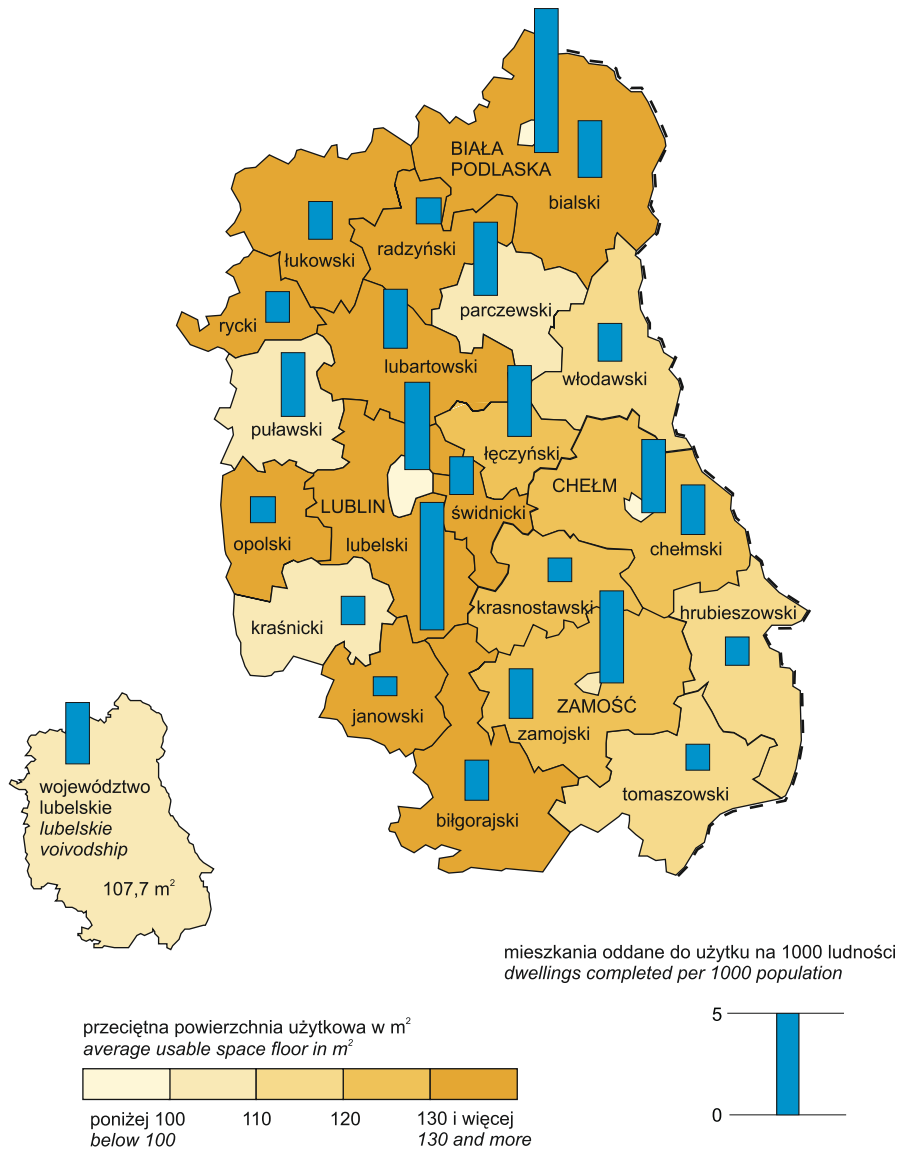 BIAŁA
PODLASKA
bialski
radzyński
łukowski
parczewski
rycki
lubartowski
włodawski
puławski
łęczyński
CHEŁM
LUBLIN
świdnicki
opolski
lubelski
chełmski
krasnostawski
hrubieszowski
kraśnicki
ZAMOŚĆ
janowski
zamojski
tomaszowski
biłgorajski
województwo
lubelskie
lubelskie
voivodship
107,7 m²
mieszkania oddane do użytku na 1000 ludności
dwellings completed per 1000 population
5
0
przeciętna powierzchnia użytkowa w m²
average usable space floor in m²
poniżej 100 110 120 130 i więcej
below 100 130 and more